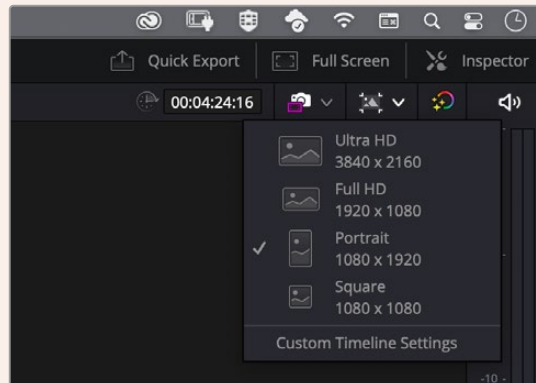 Quick Export
Full Screen
Inspector
00:04:24:16
Ultra HD
3840 x 2160
Full HD
1920 x 1080
Portrait
1080 x 1920
Square
1080 x 1080
Custom Timeline Settings
-10